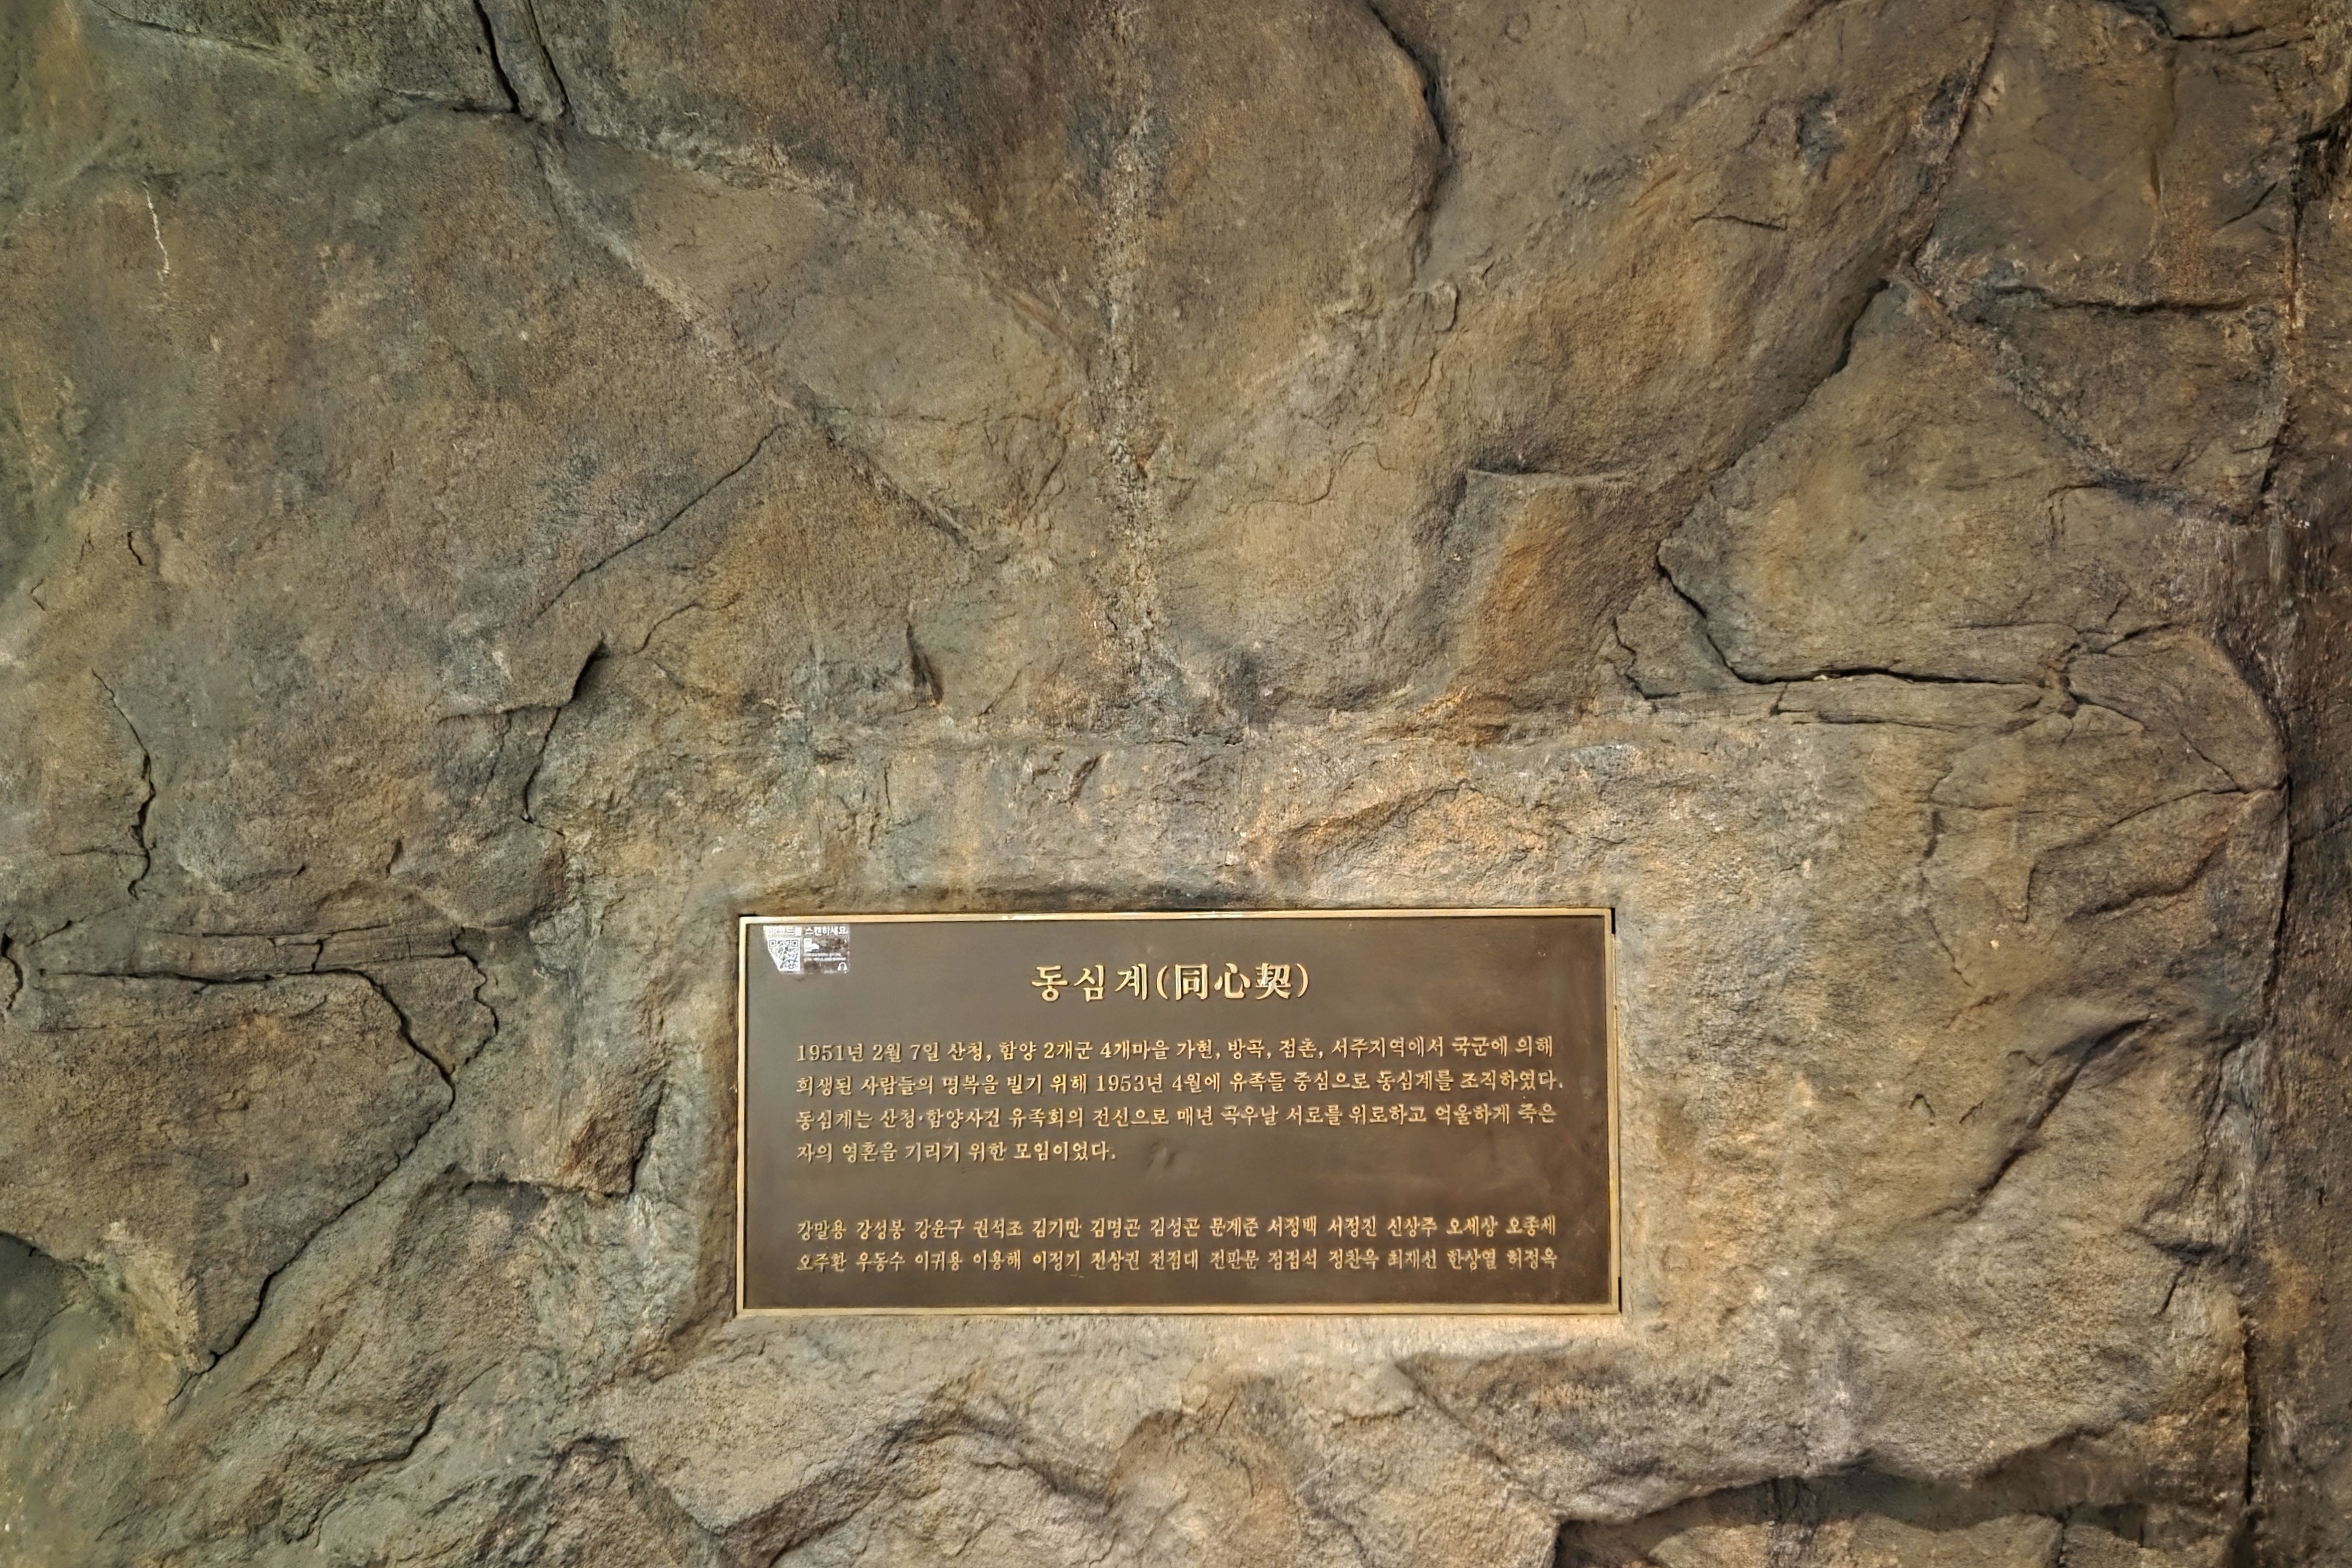 스캔하세요
동심계(同心契)
1951년 2월 7일 산청, 함양 2개군 4개마을 가현, 방곡, 점촌, 서주지역에서 국군에 의해
희생된 사람들의 명복을 빌기 위해 1953년 4월에 유족들 중심으로 동심계를 조직하였다.
동심계는 산청·함양사건 유족회의 전신으로 매년 곡우날 서로를 위로하고 억울하게 죽은
자의 영혼을 기리기 위한 모임이었다.
강말용 강성봉 강윤구 권석조 김기만 김명곤 김성곤 문계준 서정백 서정진 신상주 오세상 오종세
오주환 우동수 이귀용 이용해 이정기 전상권 전점대 전판문 정접석 정찬옥 최재선 한상열 허정옥